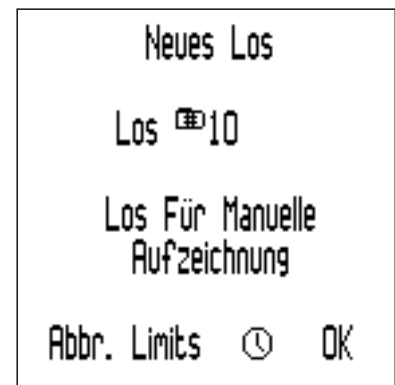 Neues Los
Los #10
Los Für Manuelle
Aufzeichnung
Abbr. Limits OK